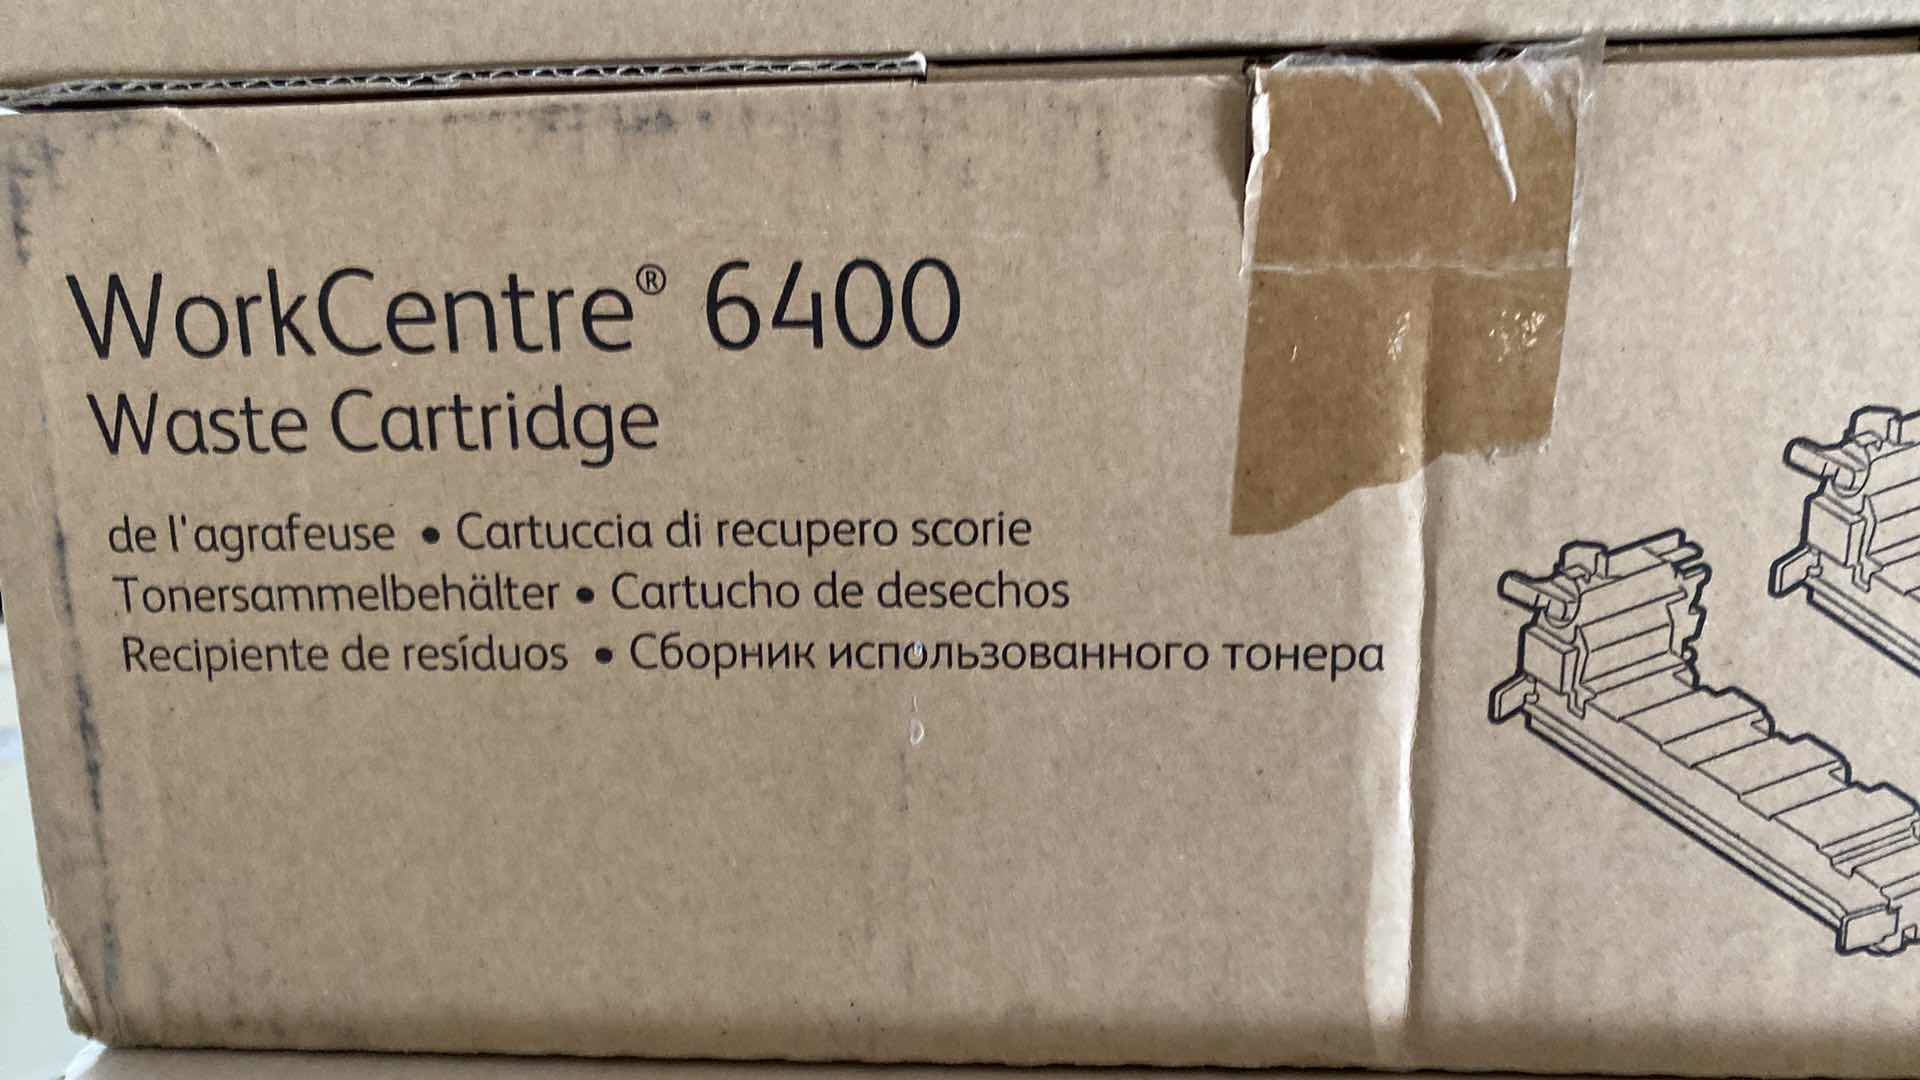 WorkCentre® 6400
Waste Cartridge
de l'agrafeuse • Cartuccia di recupero scorie
Tonersammelbehälter • Cartucho de desechos
Recipiente de resíduos • Сборник использованного тонера